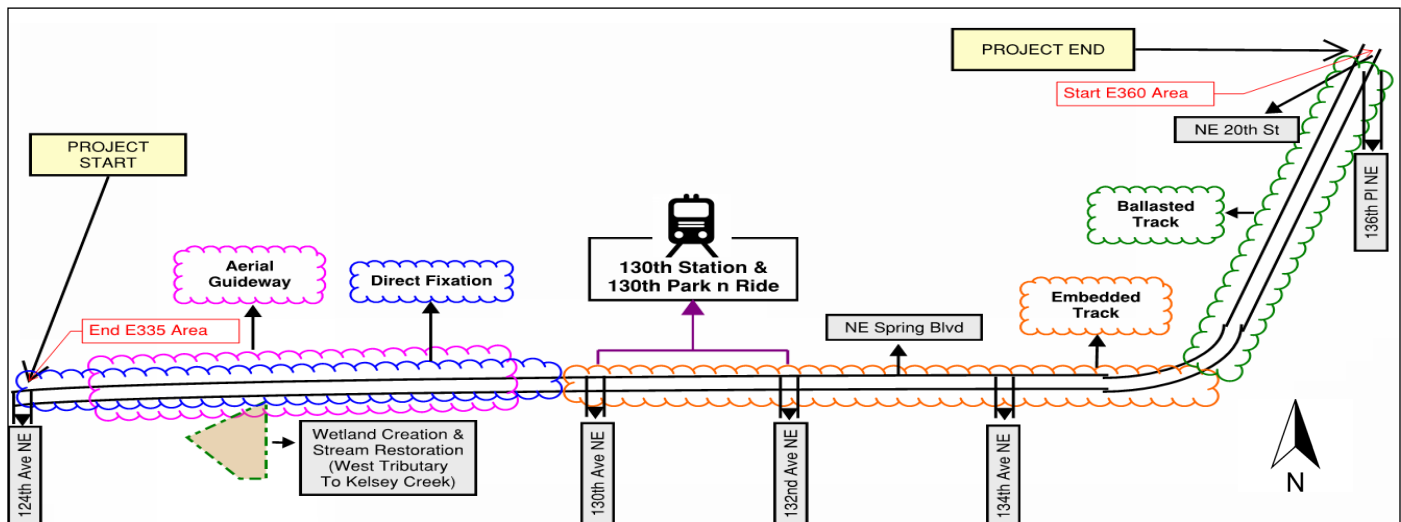 PROJECT END
Start E360 Area
NE 20th St
PROJECT
START
136th Pl NE
Ballasted
Track
130th Station &
130th Park n Ride
Aerial
Guideway
Direct Fixation
Embedded
Track
End E335 Area
NE Spring Blvd
Wetland Creation &
Stream Restoration
(West Tributary
To Kelsey Creek)
124th Ave NE
130th Ave NE
132nd Ave NE
134th Ave NE
N